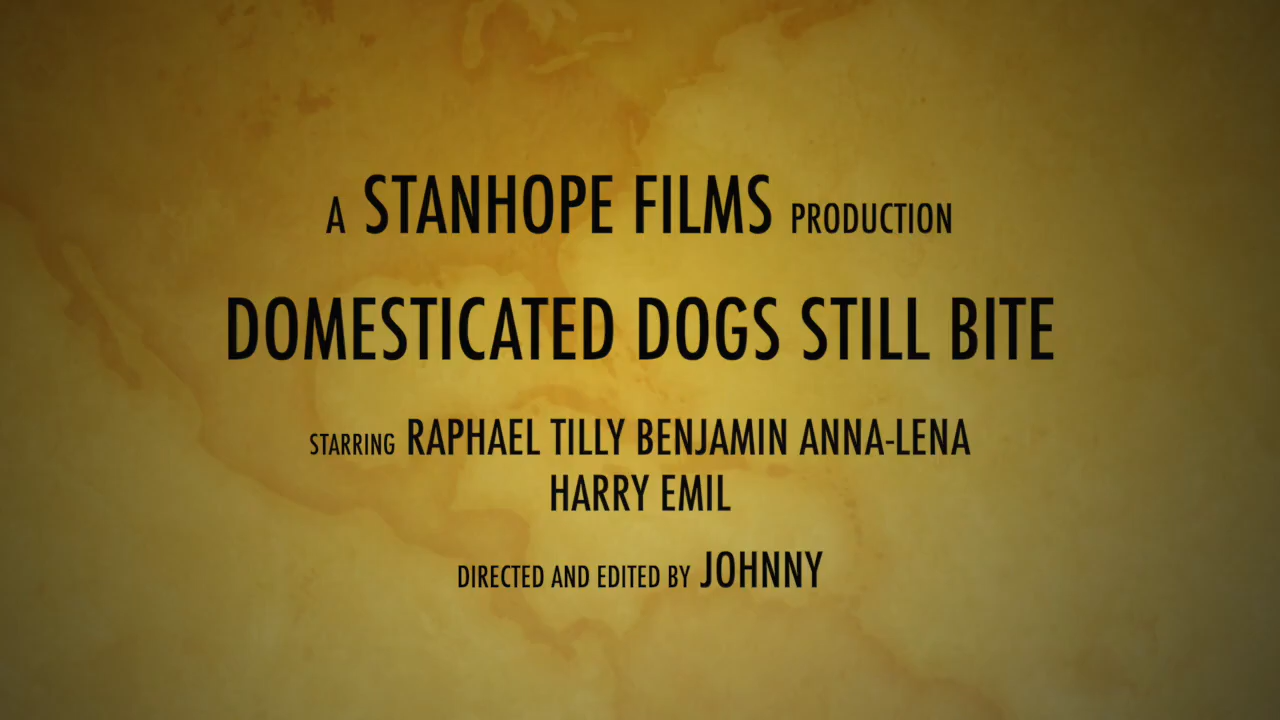 A STANHOPE FILMS PRODUCTION
DOMESTICATED DOGS STILL BITE
STARRING RAPHAEL TILLY BENJAMIN ANNA-LENA
HARRY EMIL
DIRECTED AND EDITED BY JOHNNY